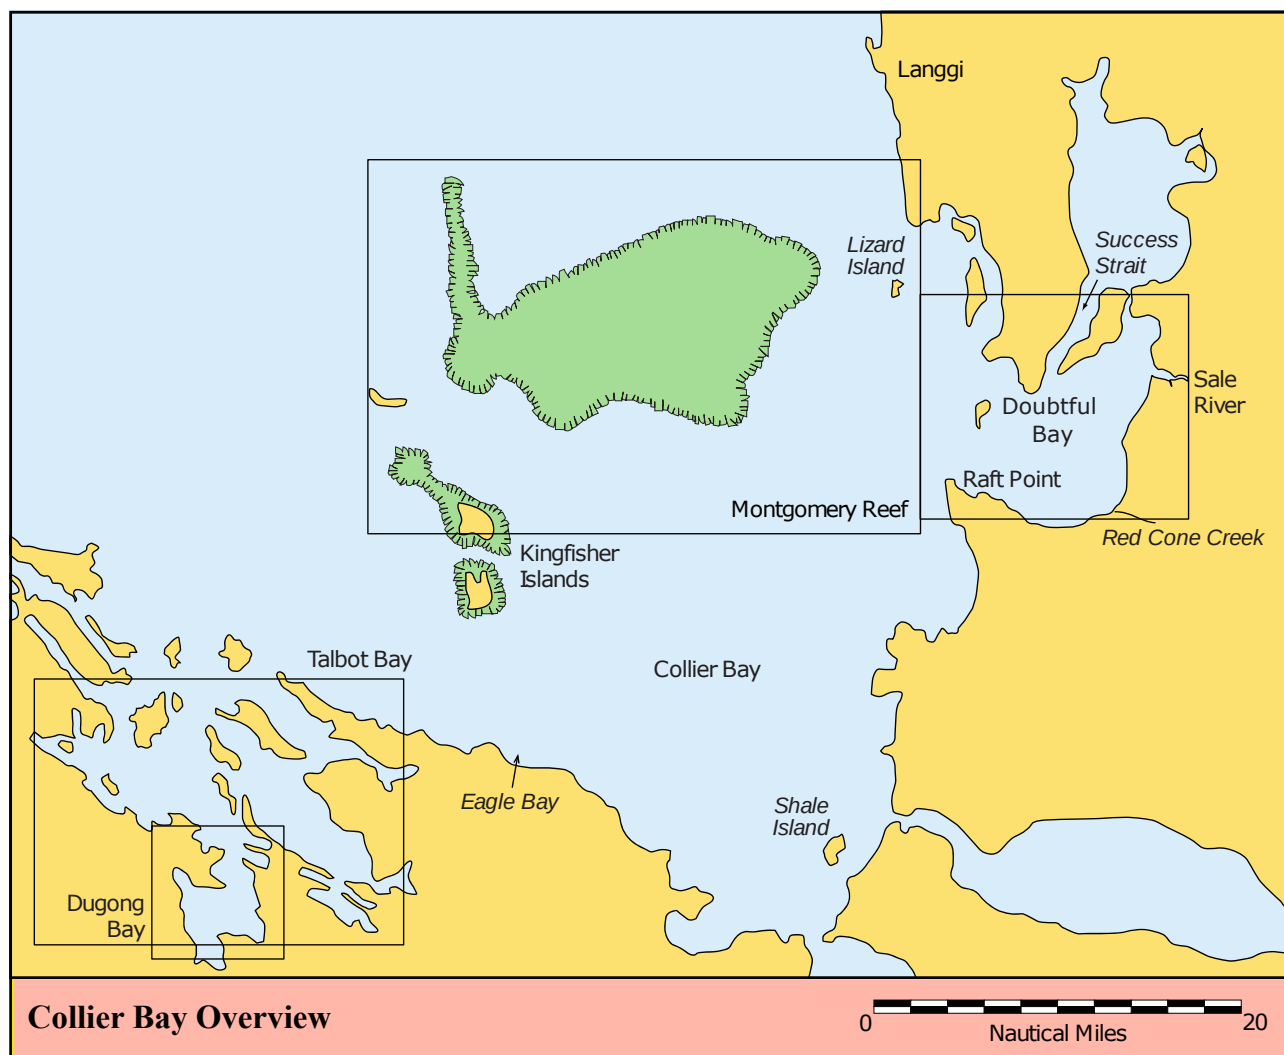 Langgi
Lizard
Island
Success
Strait
Sale
River
Doubtful
Bay
Raft Point
Montgomery Reef
Red Cone Creek
Kingfisher
Islands
Talbot Bay
Collier Bay
Eagle Bay
Shale
Island
Dugong
Bay
Collier Bay Overview
0
20
Nautical Miles